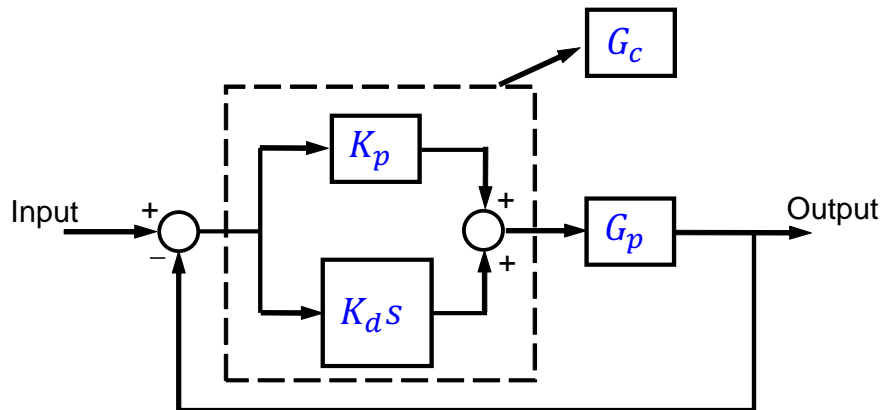 G_c
K_p
Input
+
−
+
+
G_p
Output
K_d s